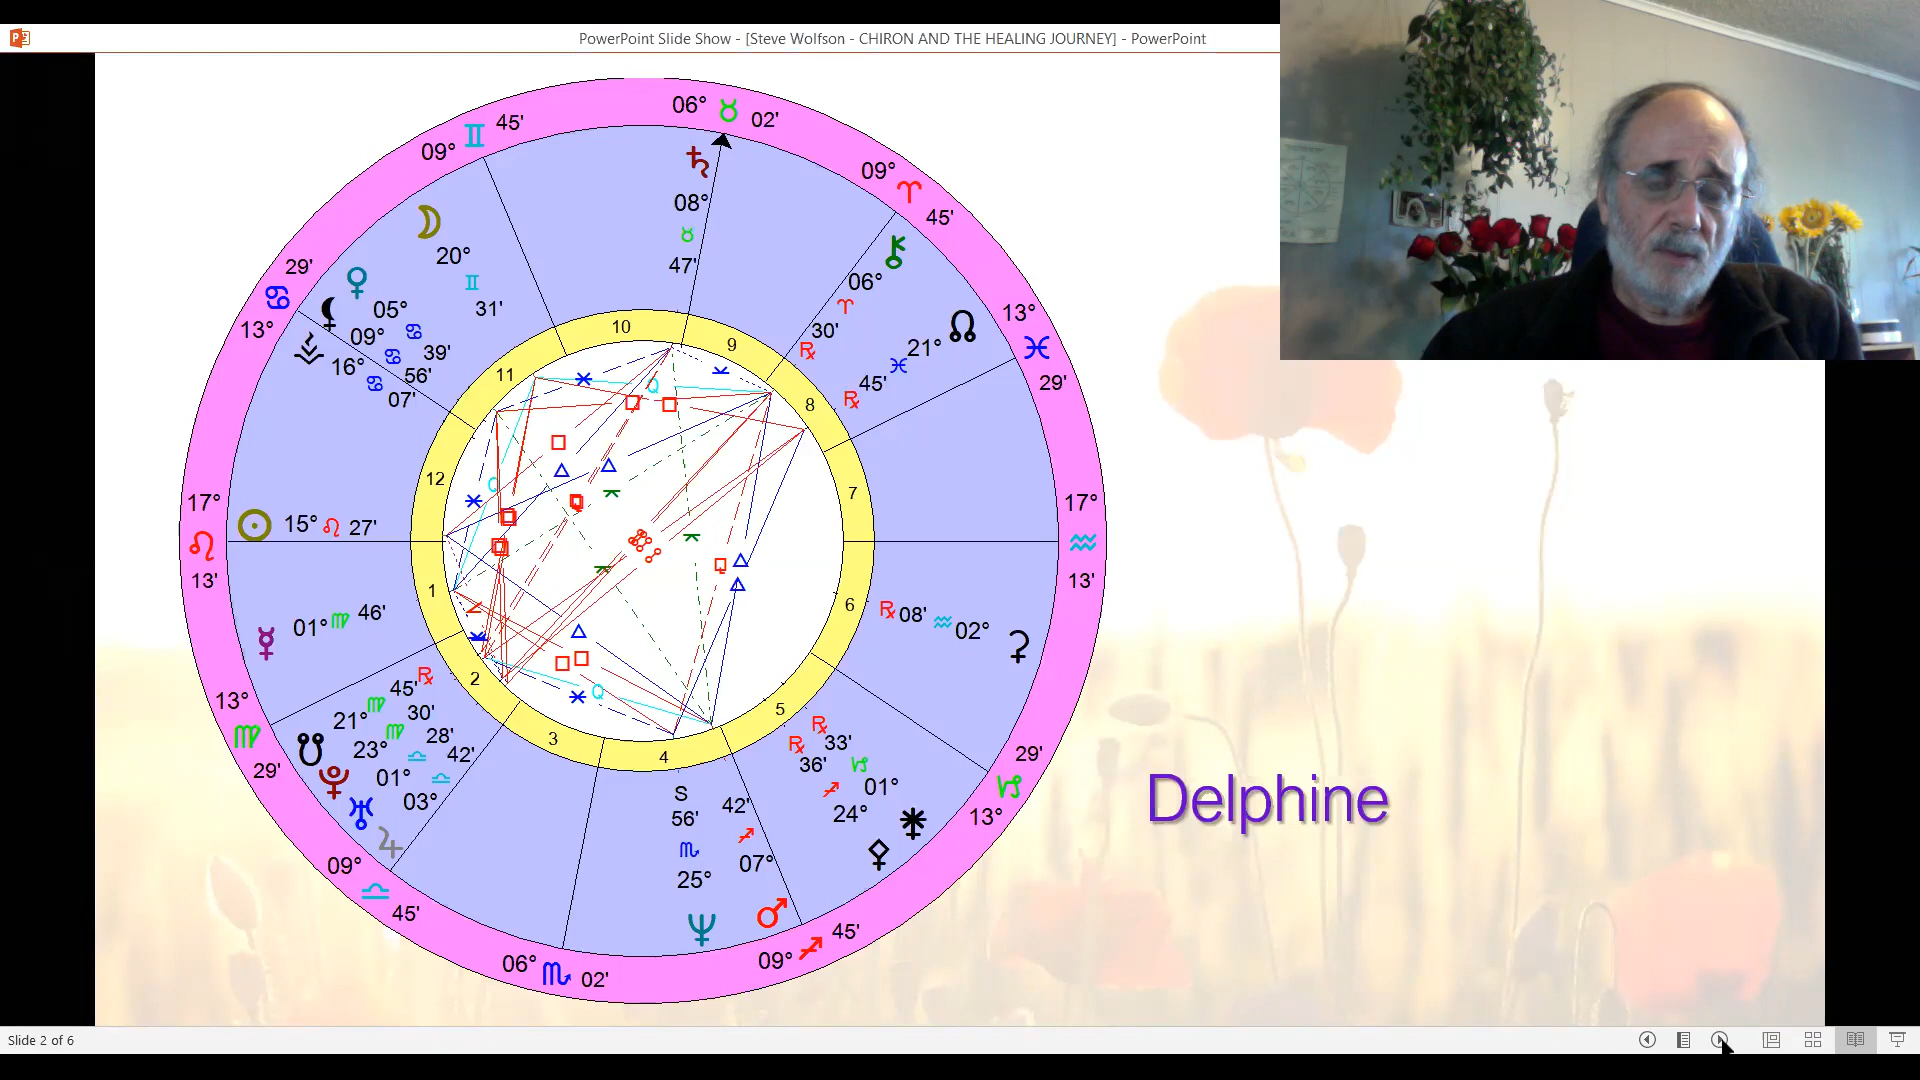 PowerPoint Slide Show - [Steve Wolfson - CHIRON AND THE HEALING JOURNEY] - PowerPoint
06° ♉ 02'
09° ♊ 45'
09° ♈ 45'
♄
08°
♉
47'
☽ 20° ♊ 31'
⚷ 06° ♈ 30' ℞
29' ♋ 13°
♀ 05° ♋ 39'
⚸ 09° ♋ 56'
⚶ 16° ♋ 07'
☊ 21° ♓ 45' ℞
13° ♓ 29'
10
9
11
8
12
7
1
6
2
5
3
4
17° ♌ 13'
☉ 15° ♌ 27'
17° ♒ 13'
☿ 01° ♍ 46'
℞ 08' ♒ 02° ⚳
13° ♍ 29'
☋ 21° ♍ 45' ℞
♇ 23° ♍ 30'
♅ 01° ♎ 28'
♃ 03° ♎ 42'
℞ 33' ♑ 01° ⚵
℞ 36' ♐ 24° ⚴
29' ♑ 13°
S 56' ♏ 25° ♆
42' ♐ 07° ♂
09° ♎ 45'
06° ♏ 02'
09° ♐ 45'
Delphine
Slide 2 of 6